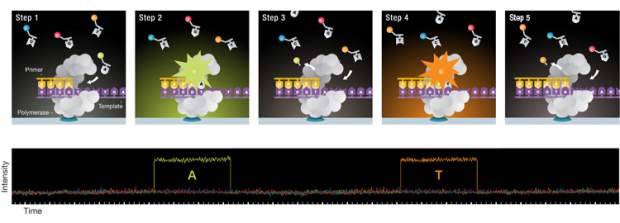 Step 1
Step 2
Step 3
Step 4
Step 5
Primer
Template
Polymerase
Intensity
A
T
Time